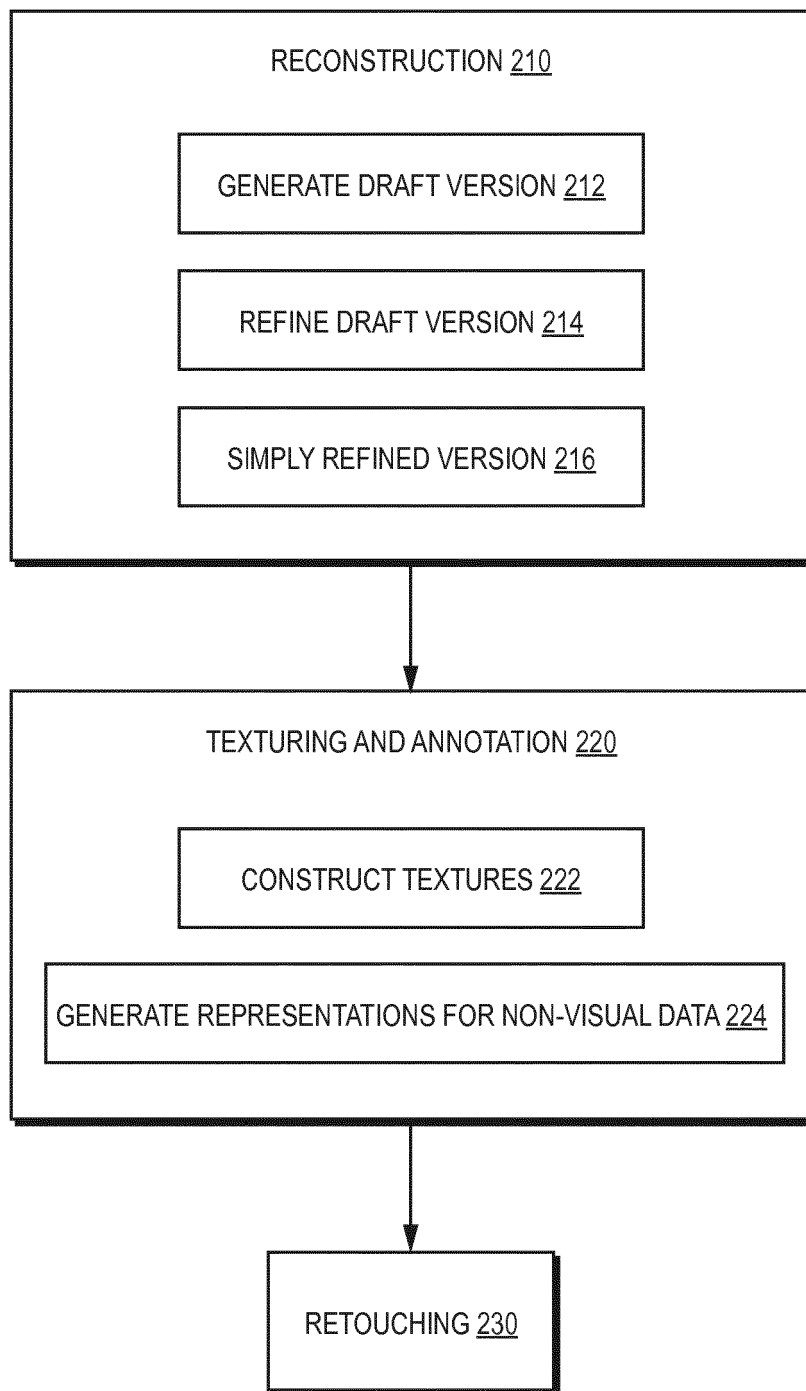 RECONSTRUCTION 210
GENERATE DRAFT VERSION 212
REFINE DRAFT VERSION 214
SIMPLY REFINED VERSION 216
TEXTURING AND ANNOTATION 220
CONSTRUCT TEXTURES 222
GENERATE REPRESENTATIONS FOR NON-VISUAL DATA 224
RETOUCHING 230